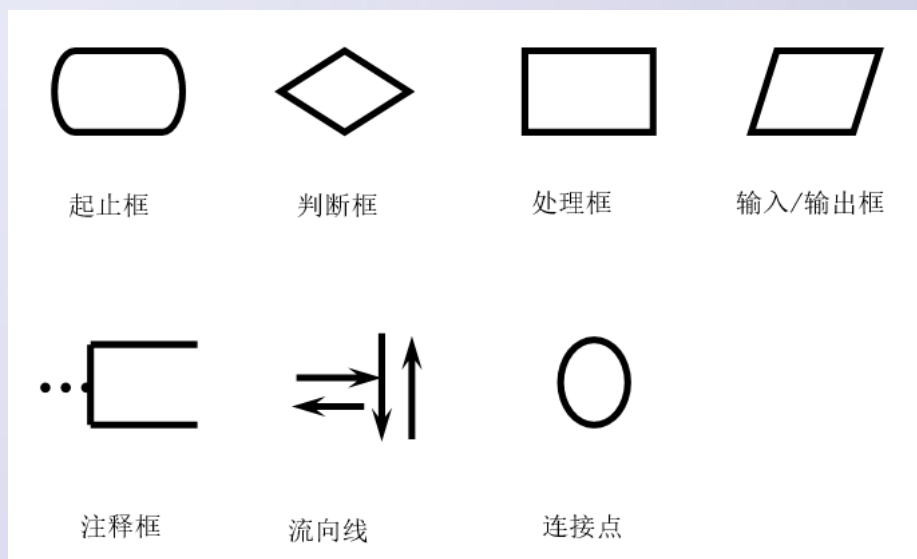 起止框
判断框
处理框
输入/输出框
注释框
流向线
连接点